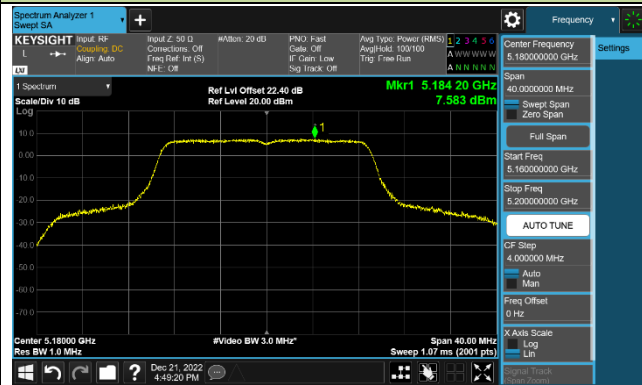 Spectrum Analyzer 1
Swept SA
Frequency
KEYSIGHT
Input: RF
Coupling: DC
Align: Auto
Input Z: 50 Ω
Corrections: Off
Freq Ref: Int (S)
NFE: Off
#Atten: 20 dB
PNO: Fast
Gate: Off
IF Gain: Low
Sig Track: Off
Avg Type: Power (RMS)
Avg|Hold: 100/100
Trig: Free Run
1 2 3 4 5 6
A W W W W W
A N N N N N
L
LXI
1 Spectrum
Scale/Div 10 dB
Ref Lvl Offset 22.40 dB
Ref Level 20.00 dBm
Mkr1 5.184 20 GHz
7.583 dBm
Log
10.0
0.00
-10.0
-20.0
-30.0
-40.0
-50.0
-60.0
-70.0
1
Center 5.18000 GHz
Res BW 1.0 MHz
#Video BW 3.0 MHz*
Span 40.00 MHz
Sweep 1.07 ms (2001 pts)
Dec 21, 2022
4:49:20 PM
Center Frequency
5.180000000 GHz
Settings
Span
40.0000000 MHz
Swept Span
Zero Span
Full Span
Start Freq
5.160000000 GHz
Stop Freq
5.200000000 GHz
AUTO TUNE
CF Step
4.000000 MHz
Auto
Man
Freq Offset
0 Hz
X Axis Scale
Log
Lin
Signal Track
(Span Zoom)